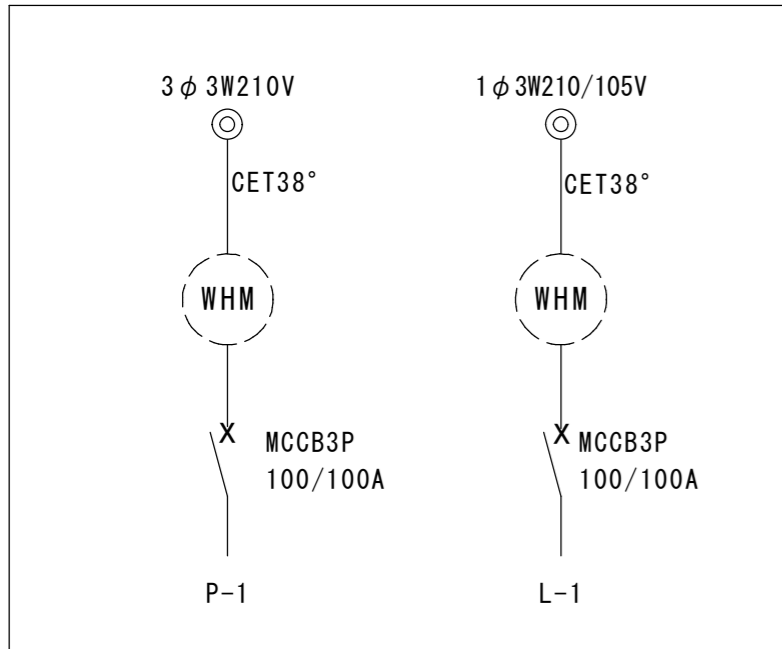 3φ3W210V
CET38°
WHM
MCCB3P
100/100A
P-1
1φ3W210/105V
CET38°
WHM
MCCB3P
100/100A
L-1